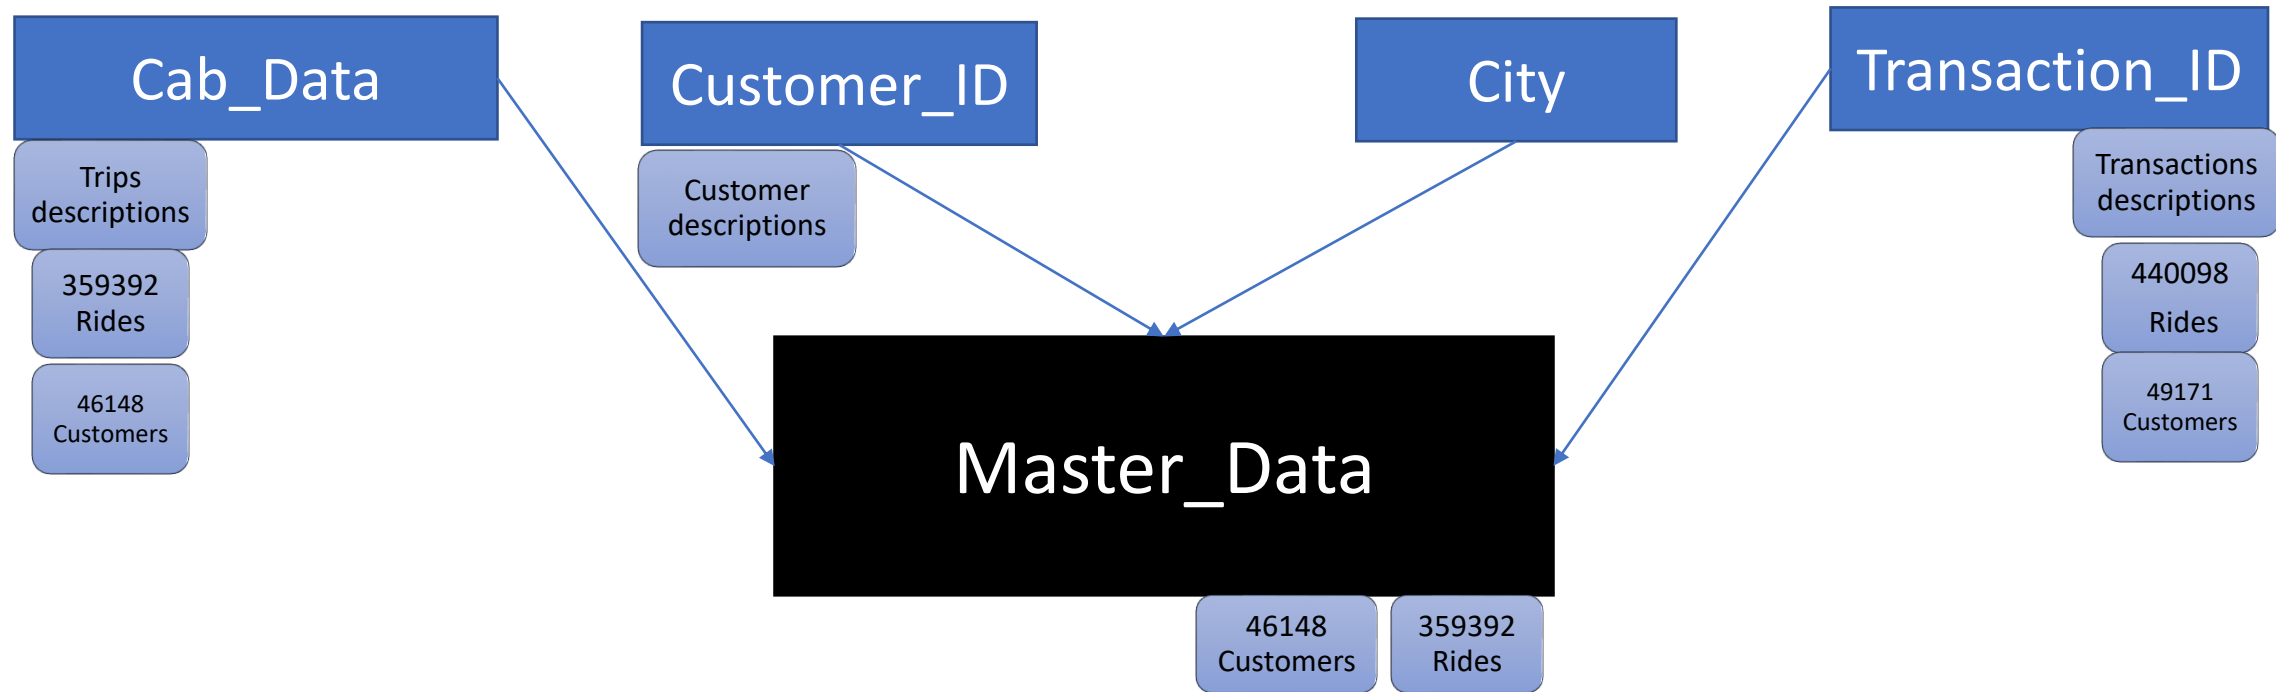 Cab_Data
Customer_ID
City
Transaction_ID
Trips
descriptions
359392
Rides
46148
Customers
Customer
descriptions
Transactions
descriptions
440098
Rides
49171
Customers
Master_Data
46148
Customers
359392
Rides